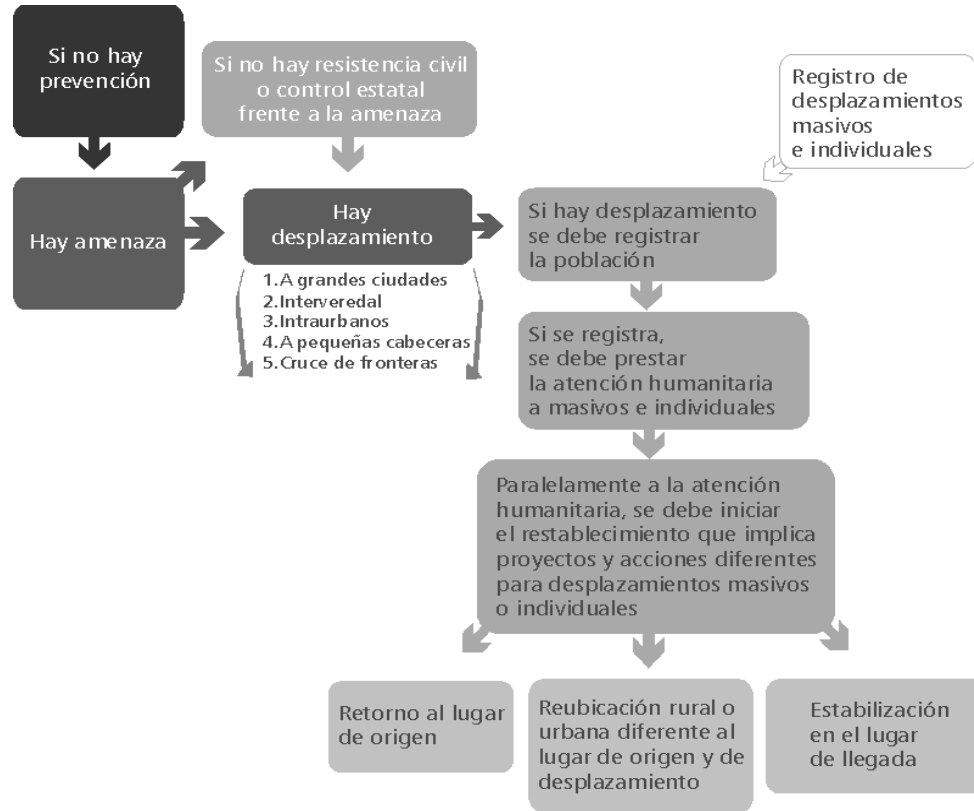 Si no hay
prevención
Si no hay resistencia civil
o control estatal
frente a la amenaza
Registro de
desplazamientos
masivos
e individuales
Hay amenaza
Hay
desplazamiento
Si hay desplazamiento
se debe registrar
la población
1.A grandes ciudades
2.Interveredal
3.Intraurbanos
4.A pequeñas cabeceras
5.Cruce de fronteras
Si se registra,
se debe prestar
la atención humanitaria
a masivos e individuales
Paralelamente a la atención
humanitaria, se debe iniciar
el restablecimiento que implica
proyectos y acciones diferentes
para desplazamientos masivos
o individuales
Retorno al lugar
de origen
Reubicación rural o
urbana diferente al
lugar de origen y de
desplazamiento
Estabilización
en el lugar
de llegada